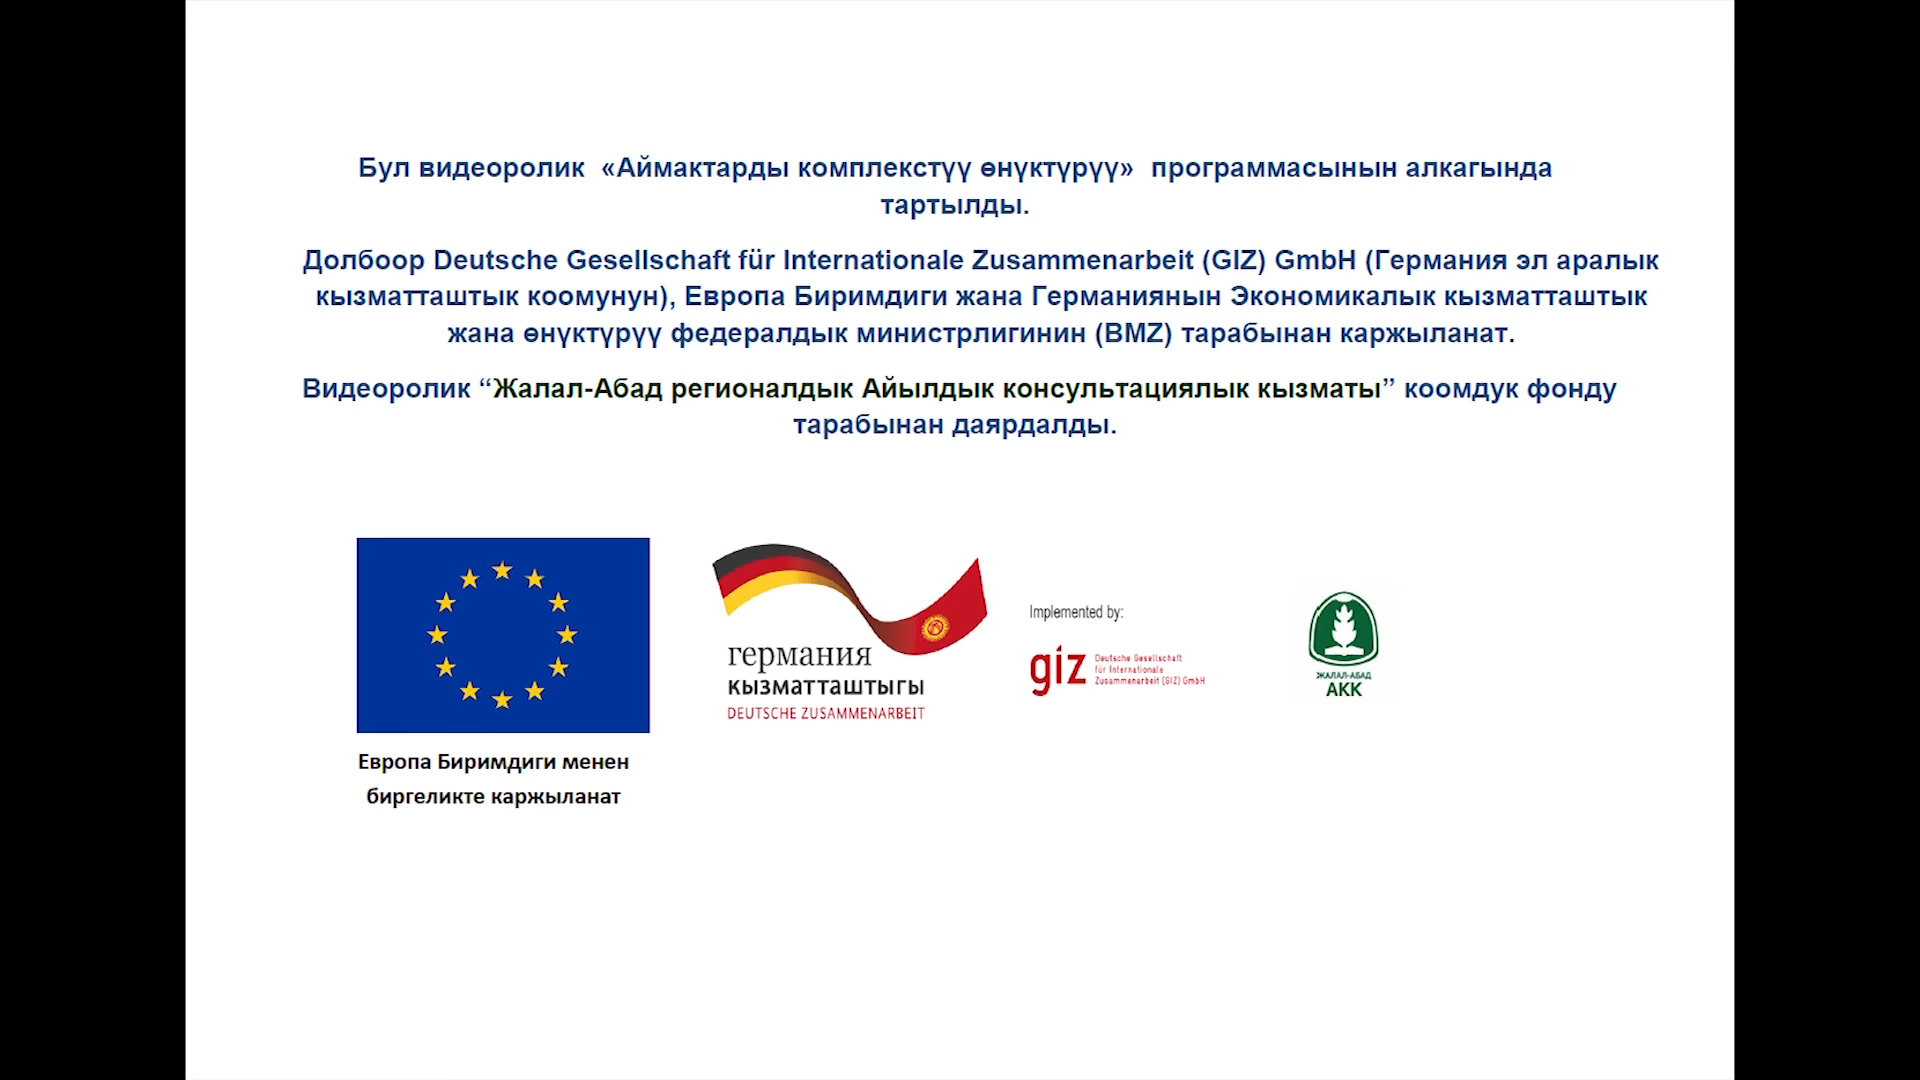 Бул видеоролик «Аймактарды комплекстүү өнүктүрүү» программасынын алкагында
тартылды.
Долбоор Deutsche Gesellschaft für Internationale Zusammenarbeit (GIZ) GmbH (Германия эл аралык
кызматташтык коомунун), Европа Биримдиги жана Германиянын Экономикалык кызматташтык
жана өнүктүрүү федералдык министрлигинин (BMZ) тарабынан каржыланат.
Видеоролик “Жалал-Абад регионалдык Айылдык консультациялык кызматы” коомдук фонду
тарабынан даярдалды.
Европа Биримдиги менен
биргеликте каржыланат
германия
кызматташтыгы
DEUTSCHE ZUSAMMENARBEIT
Implemented by:
giz
Deutsche Gesellschaft
für Internationale
Zusammenarbeit (GIZ) GmbH
ЖАЛАЛ-АБАД
АКК